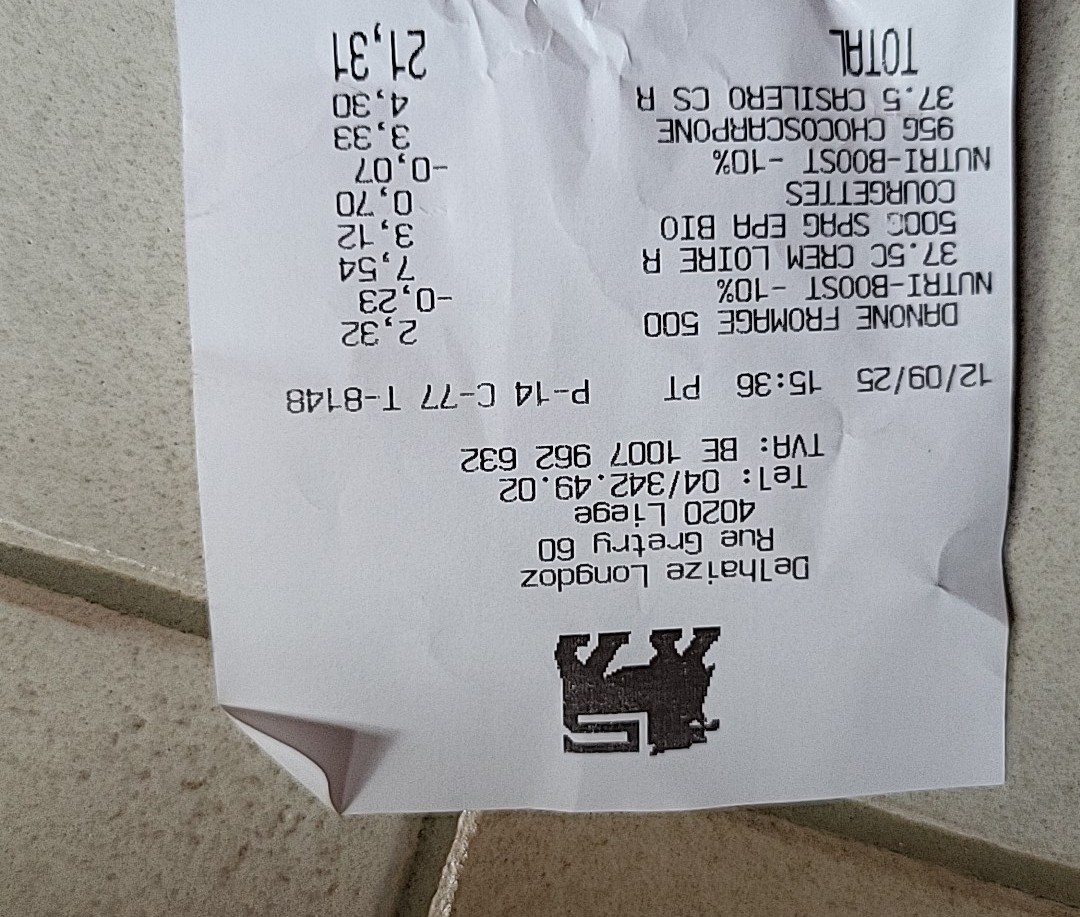 Delhaize Longdoz
Rue Gretry 60
4020 Liege
Tel: 04/342.49.02
TVA: BE 1007 962 632
12/09/25 15:36 PT P-14 C-77 T-8148
DANONE FROMAGE 500 2,32
NUTRI-BOOST -10% -0,23
37.5C CREM LOIRE R 7,54
500G SPAG EPA BIO 3,12
COURGETTES 0,70
NUTRI-BOOST -10% -0,07
95G CHOCOSCARPONE 3,33
37.5 CASILERO CS R 4,30
TOTAL 21,31